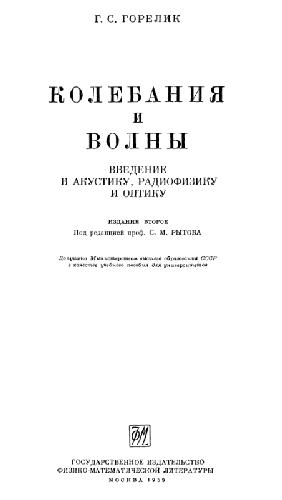 Г. С. ГОРЕЛИК
КОЛЕБАНИЯ
И
ВОЛНЫ
ВВЕДЕНИЕ
В АКУСТИКУ, РАДИОФИЗИКУ
И ОПТИКУ
ИЗДАНИЕ ВТОРОЕ
Под редакцией проф. С. М. РЫТОВА
Допущено Министерством высшего образования СССР
в качестве учебного пособия для университетов
ФМ
ГОСУДАРСТВЕННОЕ ИЗДАТЕЛЬСТВО
ФИЗИКО-МАТЕМАТИЧЕСКОЙ ЛИТЕРАТУРЫ
МОСКВА 1959